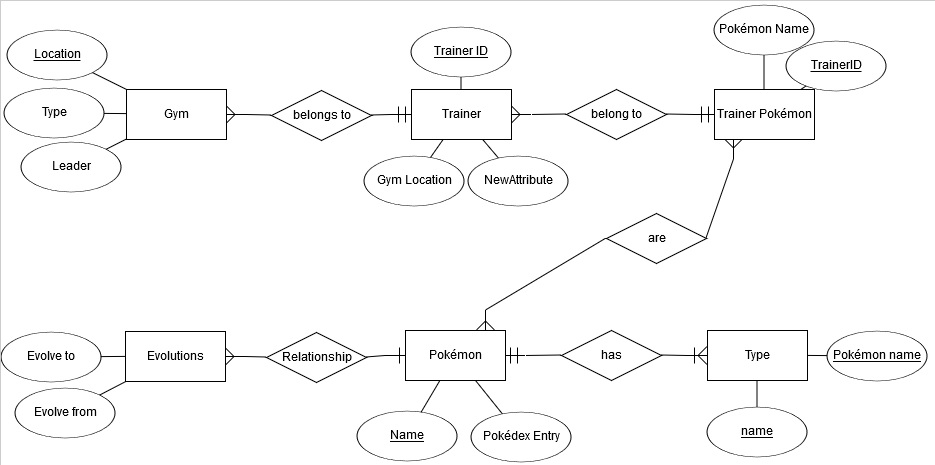 Pokémon Name
Location
Trainer ID
TrainerID
Type
Gym
belongs to
Trainer
belong to
Trainer Pokémon
Leader
Gym Location
NewAttribute
are
Evolve to
Evolutions
Relationship
Pokémon
has
Type
Pokémon name
Evolve from
Name
Pokédex Entry
name